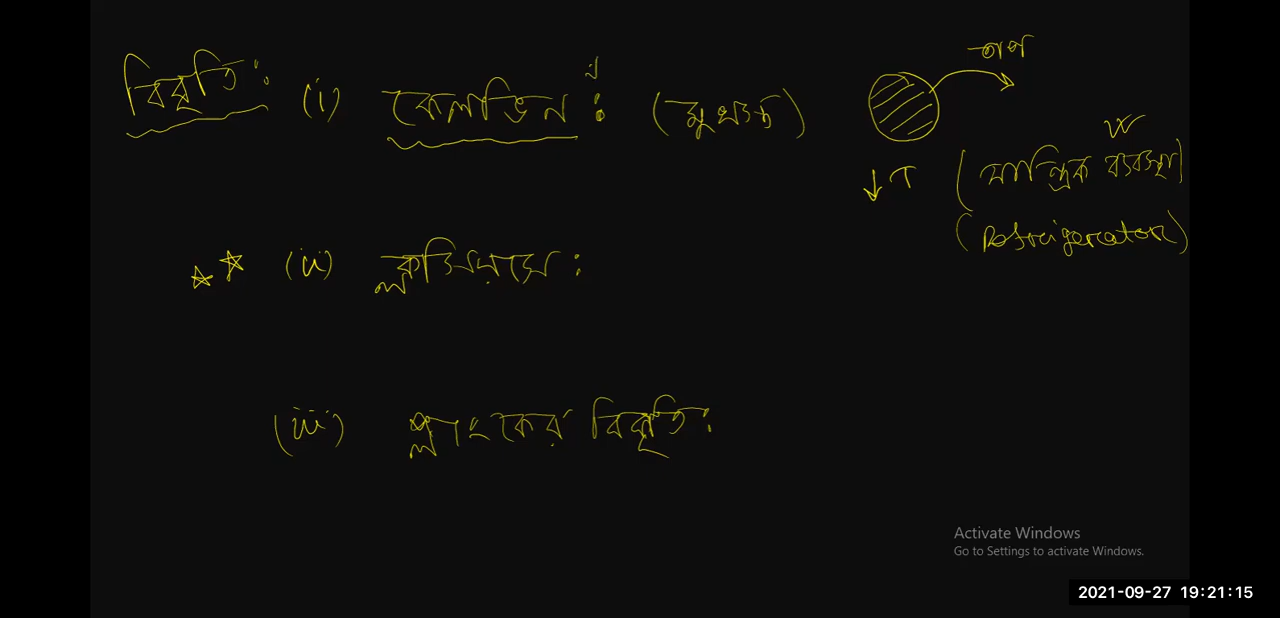 তাপ
বিবৃতি: (i) কেলভিন: (মুখ্যত)
W
↓T (যান্ত্রিক ব্যবস্থা)
(Refrigerator)
☆☆ (ii) ক্লসিয়াসে:
(iii) প্লাংকের বিবৃতি:
Activate Windows
Go to Settings to activate Windows.
2021-09-27 19:21:15